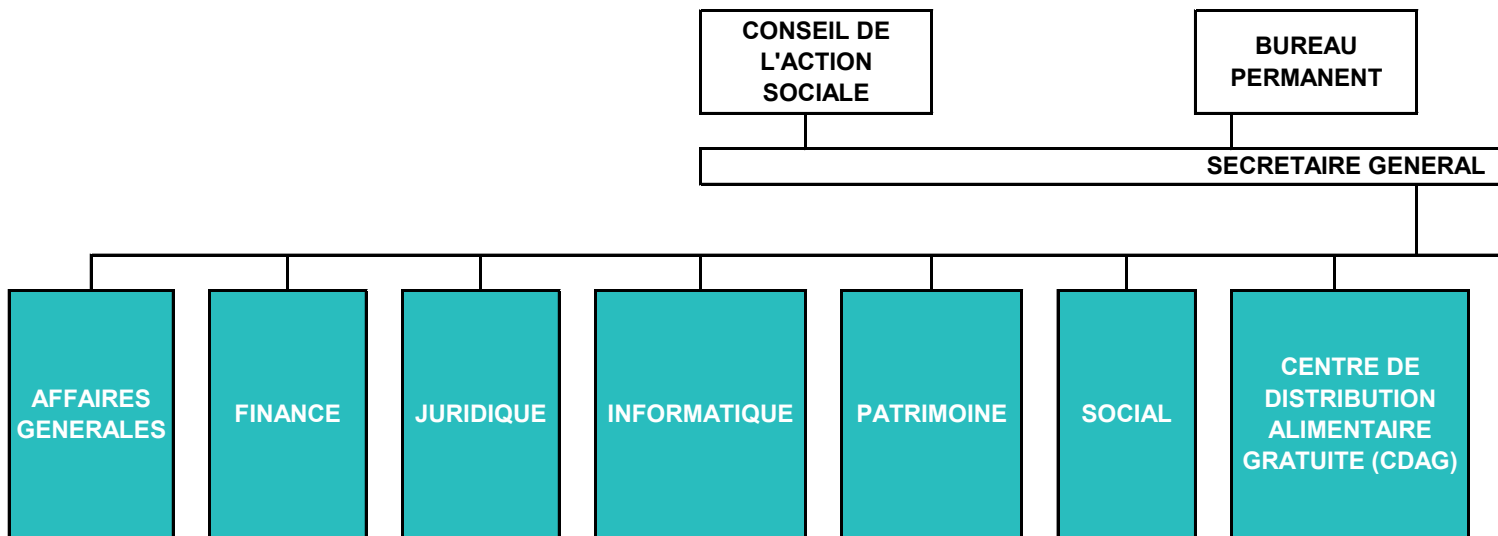 CONSEIL DE
L'ACTION
SOCIALE
BUREAU
PERMANENT
SECRETAIRE GENERAL
AFFAIRES
GENERALES
FINANCE
JURIDIQUE
INFORMATIQUE
PATRIMOINE
SOCIAL
CENTRE DE
DISTRIBUTION
ALIMENTAIRE
GRATUITE (CDAG)